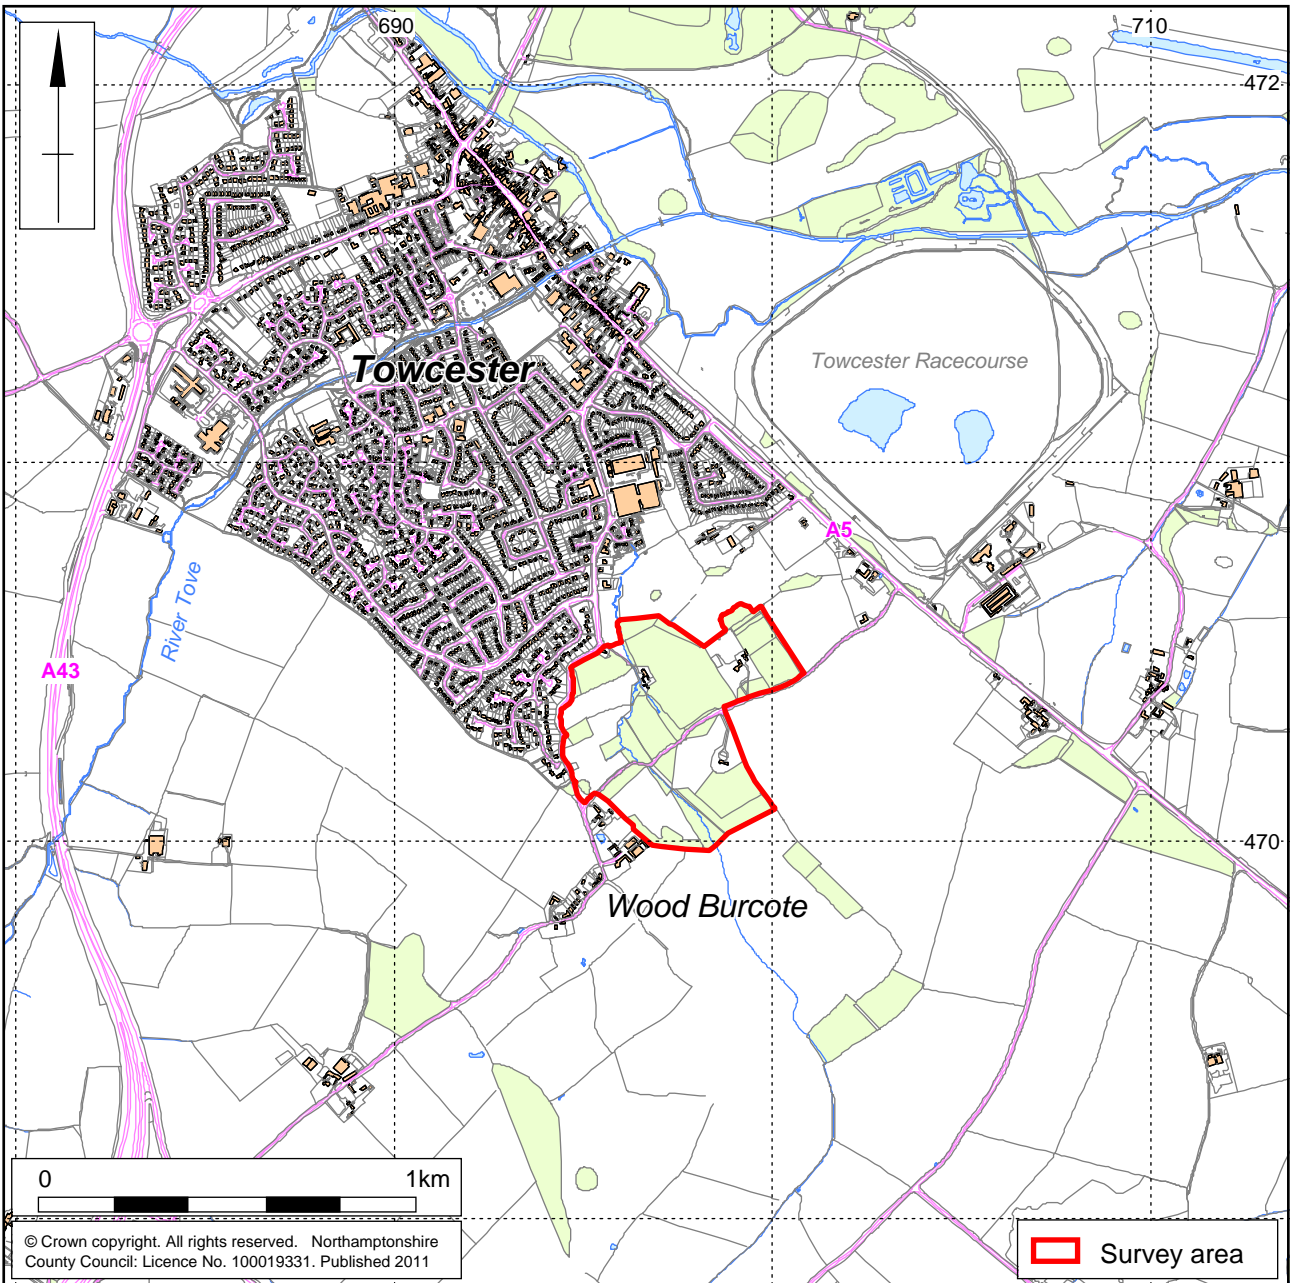 690
710
472
Towcester
Towcester Racecourse
A5
River Tove
A43
470
Wood Burcote
0 1km
© Crown copyright. All rights reserved. Northamptonshire
County Council: Licence No. 100019331. Published 2011
Survey area